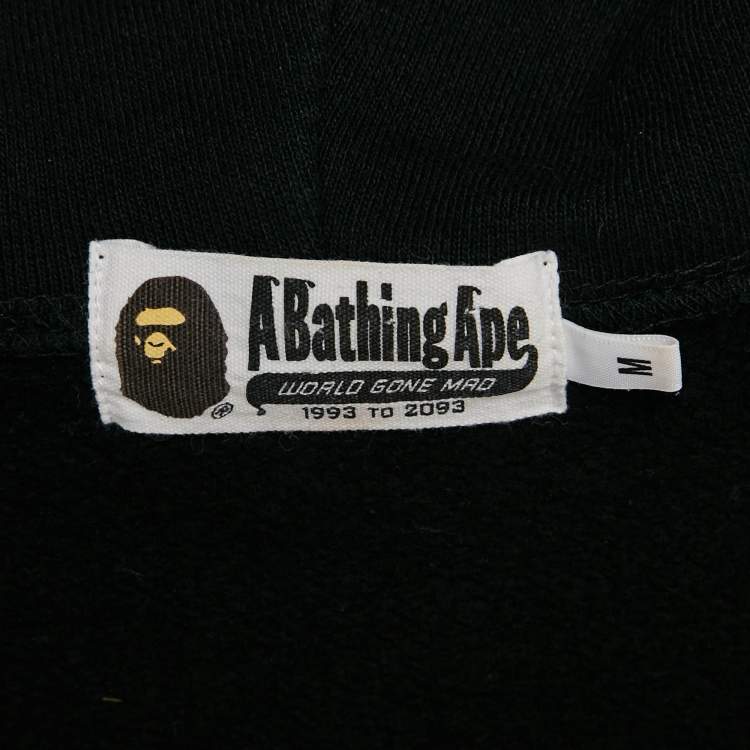 A Bathing Ape
WORLD GONE MAD
1993 TO 2093
®
M